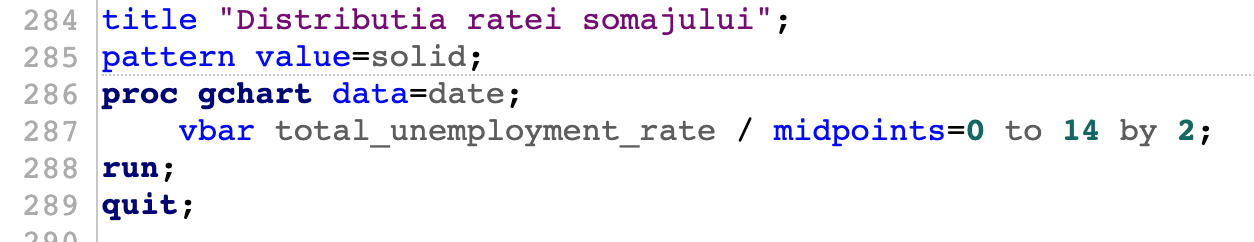 284 title "Distributia ratei somajului";
285 pattern value=solid;
286 proc gchart data=date;
287     vbar total_unemployment_rate / midpoints=0 to 14 by 2;
288 run;
289 quit;
290